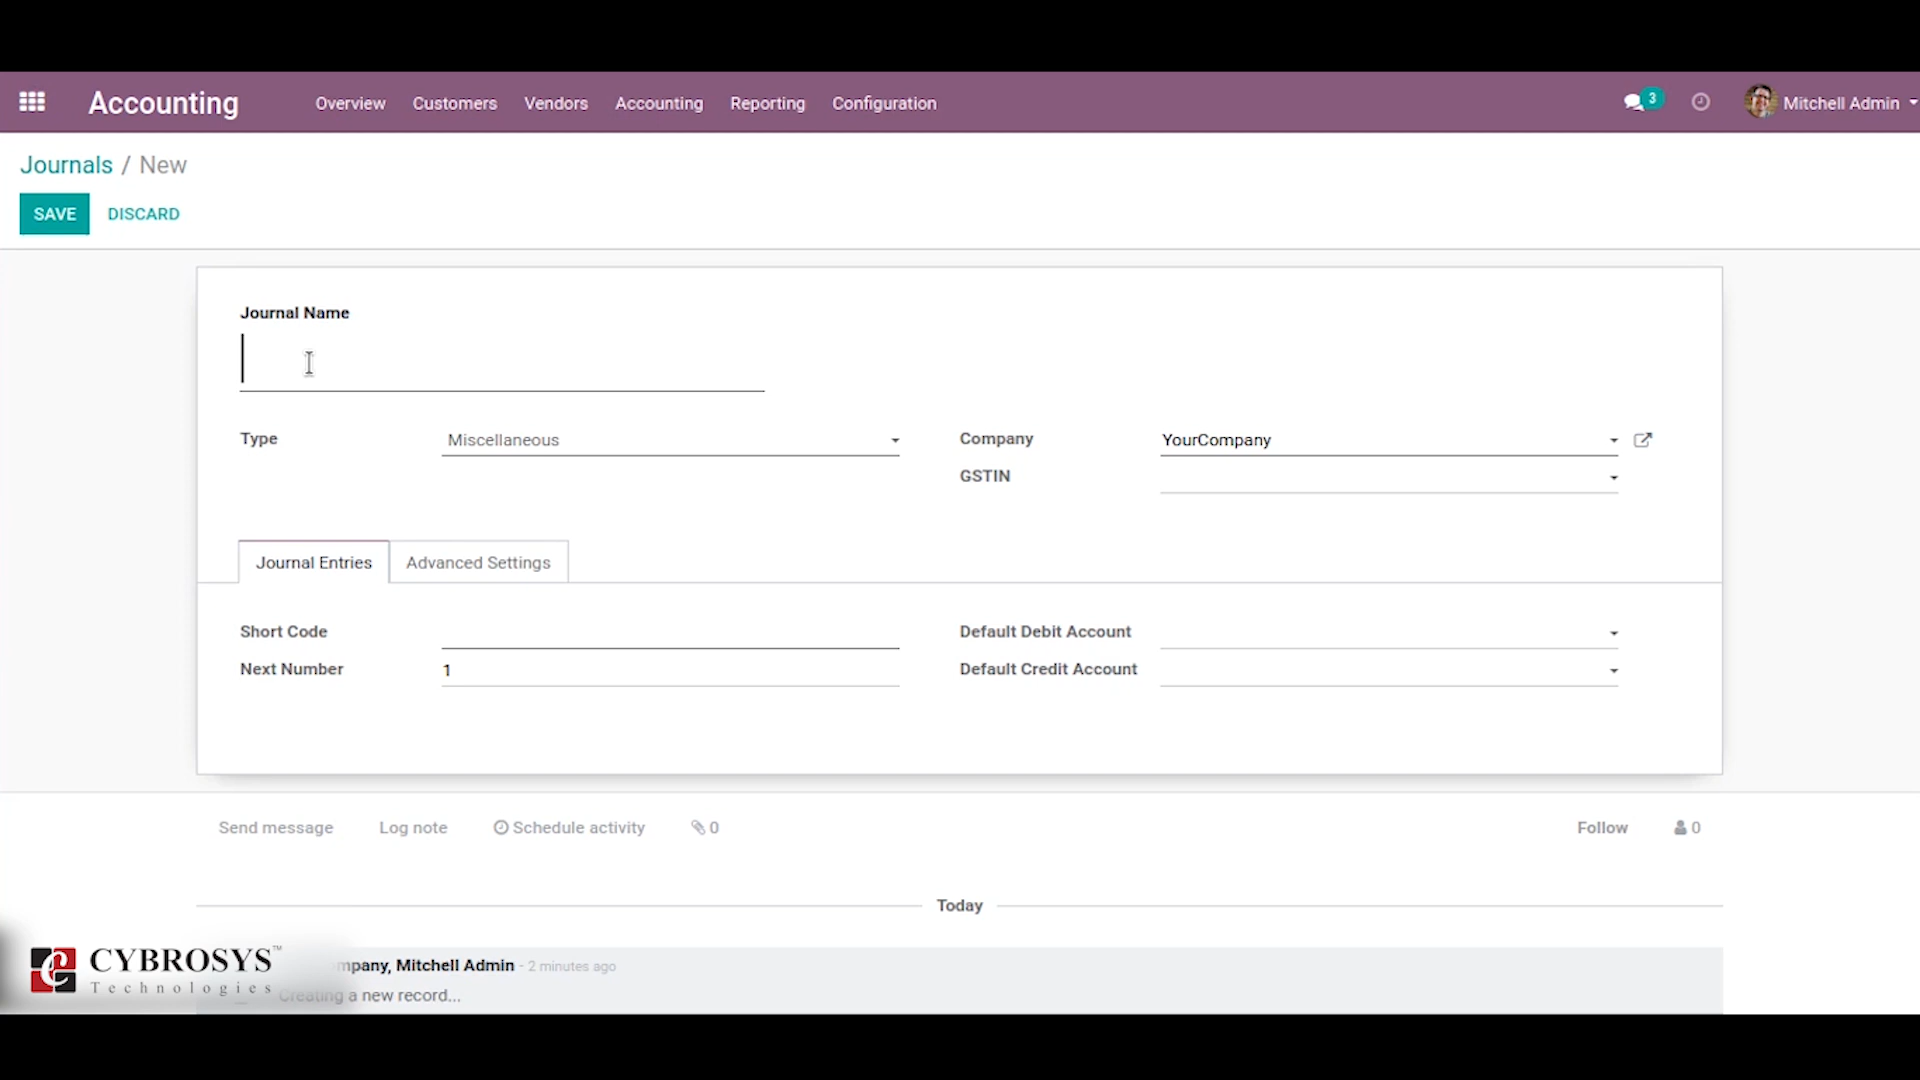 Accounting Overview Customers Vendors Accounting Reporting Configuration 3 Mitchell Admin
Journals / New
SAVE DISCARD
Journal Name
Type Miscellaneous Company YourCompany
GSTIN
Journal Entries Advanced Settings
Short Code Default Debit Account
Next Number 1 Default Credit Account
Send message Log note Schedule activity 0 Follow 0
Today
mpany, Mitchell Admin - 2 minutes ago
Creating a new record...
CYBROSYS™
Technologies